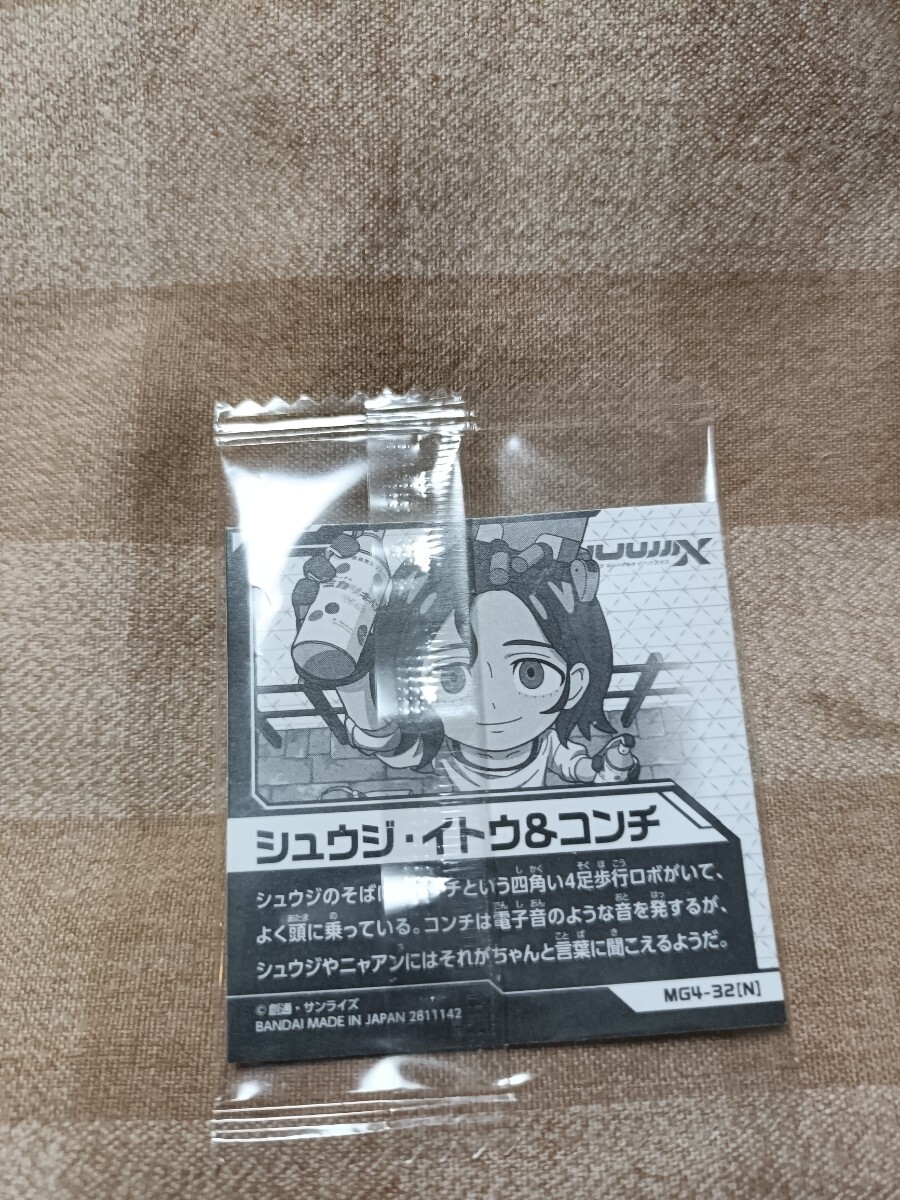 シュウジ・イトウ&コンチ
シュウジのそばに チという四角い4足歩行ロボがいて、
よく頭に乗っている。コンチは電子音のような音を発するが、
シュウジやニャアンにはそれがちゃんと言葉に聞こえるようだ。
MG4-32[N]
©創通・サンライズ
BANDAI MADE IN JAPAN 2811142